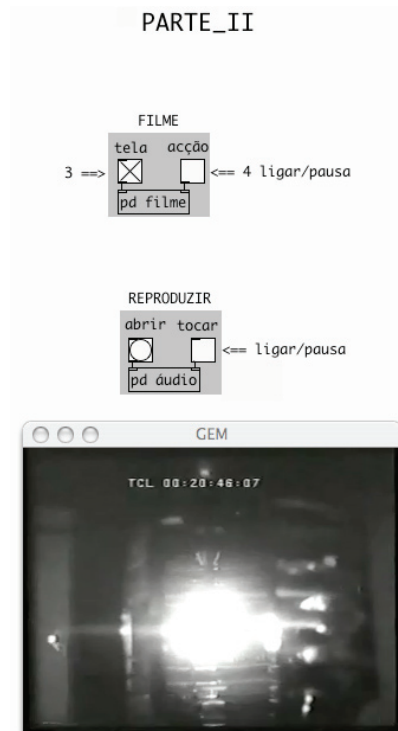 PARTE_II
FILME
tela acção
3 ==> <== 4 ligar/pausa
pd filme
REPRODUZIR
abrir tocar
<== ligar/pausa
pd áudio
GEM
TCL 00:20:46:07